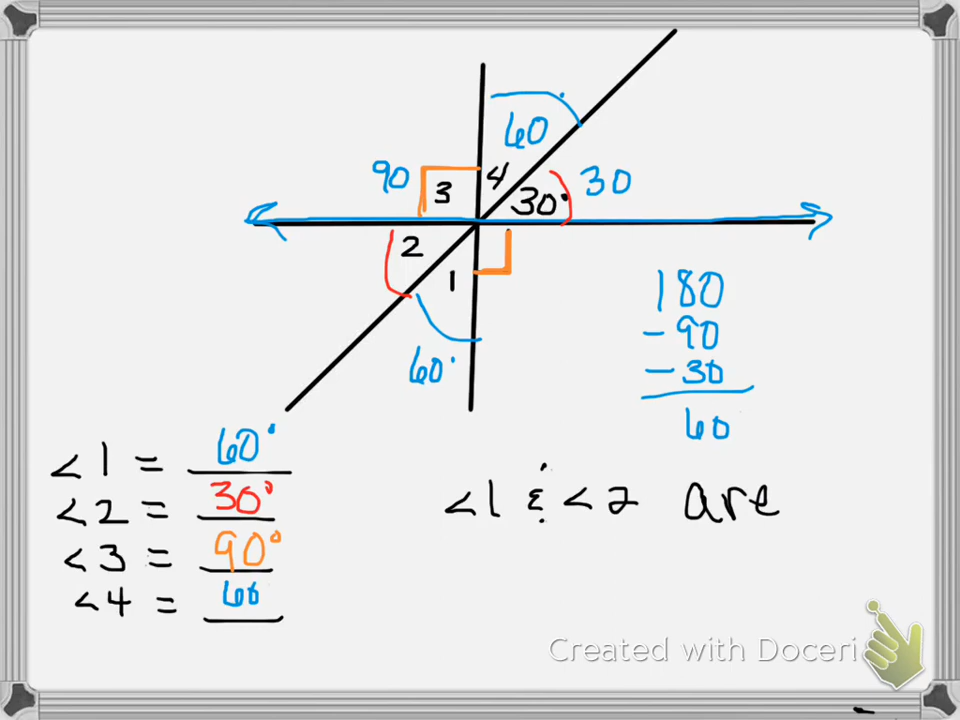 60
90
3
4
30°
30
2
1
60°
180
-90
-30
60
<1 = 60°
<2 = 30°
<3 = 90°
<4 = 60
<1 & <2 are
Created with Doceri